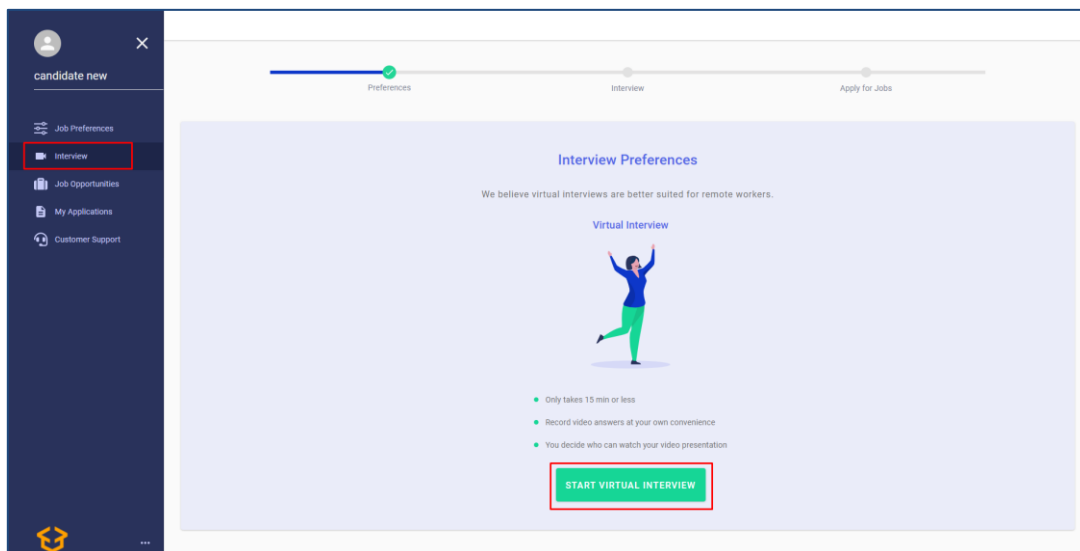 candidate new
Job Preferences
Interview
Job Opportunities
My Applications
Customer Support
Preferences
Interview
Apply for Jobs
Interview Preferences
We believe virtual interviews are better suited for remote workers.
Virtual Interview
Only takes 15 min or less
Record video answers at your own convenience
You decide who can watch your video presentation
START VIRTUAL INTERVIEW